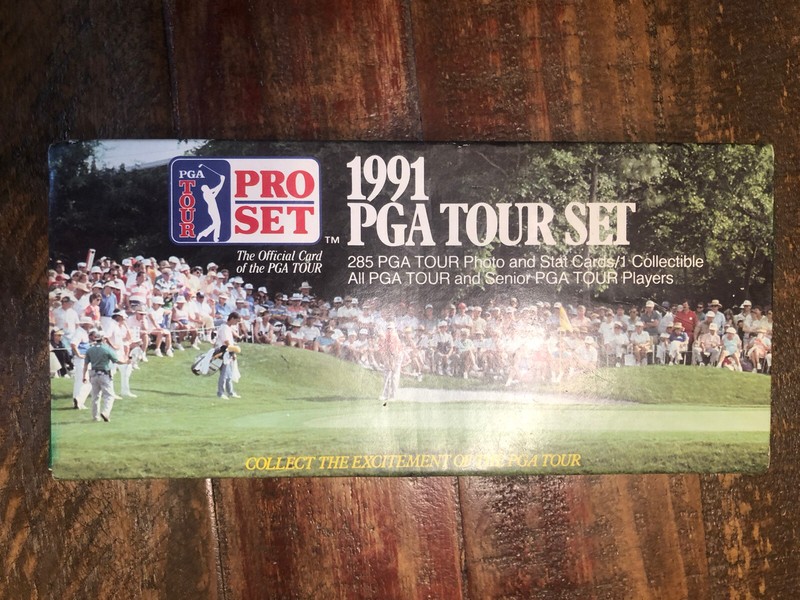 PGA
TOUR
PRO
SET
TM
The Official Card
of the PGA TOUR
1991
PGA TOUR SET
285 PGA TOUR Photo and Stat Cards/1 Collectible
All PGA TOUR and Senior PGA TOUR Players
COLLECT THE EXCITEMENT OF THE PGA TOUR